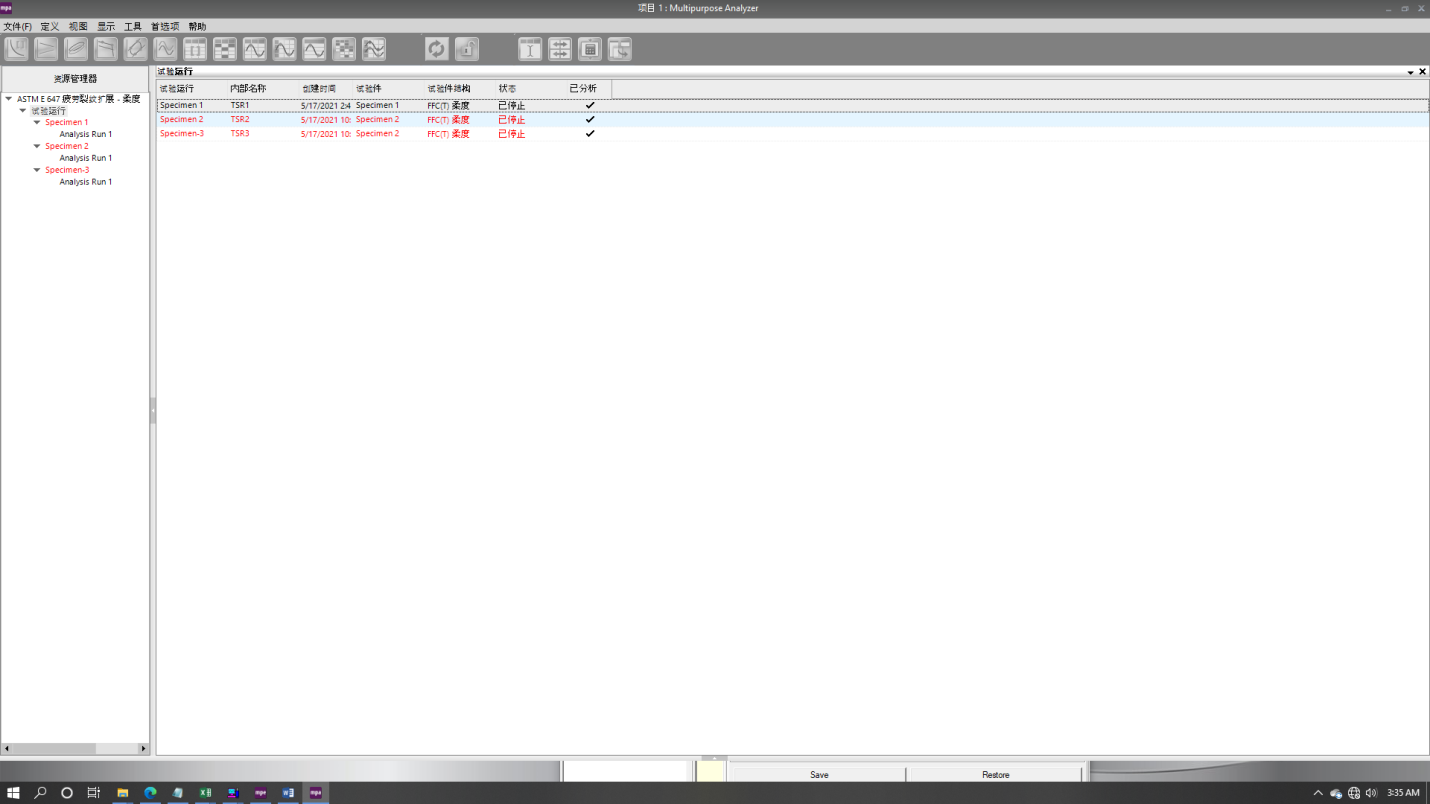 mpa 项目 1 : Multipurpose Analyzer
文件(F) 定义 视图 显示 工具 首选项 帮助
资源管理器
ASTM E 647 疲劳裂纹扩展 - 柔度
试验运行
Specimen 1
Analysis Run 1
Specimen 2
Analysis Run 1
Specimen-3
Analysis Run 1
试验运行
试验运行 内部名称 创建时间 试验件 试验件结构 状态 已分析
Specimen 1 TSR1 5/17/2021 2:4 Specimen 1 FFC(T) 柔度 已停止
Specimen 2 TSR2 5/17/2021 10: Specimen 2 FFC(T) 柔度 已停止
Specimen-3 TSR3 5/17/2021 10: Specimen 2 FFC(T) 柔度 已停止
Save Restore
mpa mpa 3:35 AM